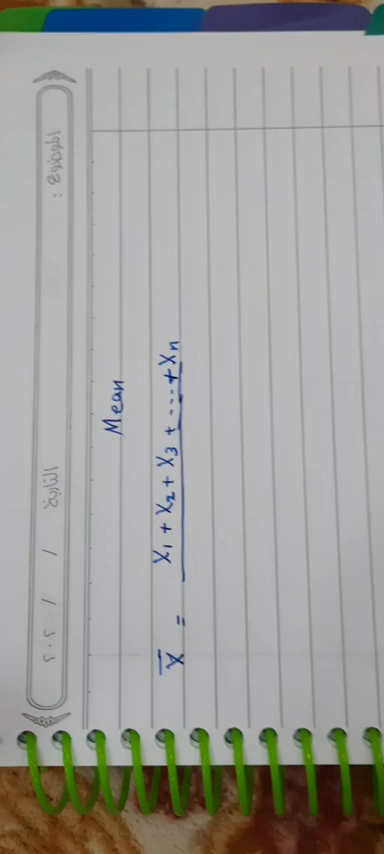 الموضوع :
التاريخ / / ٢٠٢
Mean
x̄ = x₁ + x₂ + x₃ + ... + xₙ